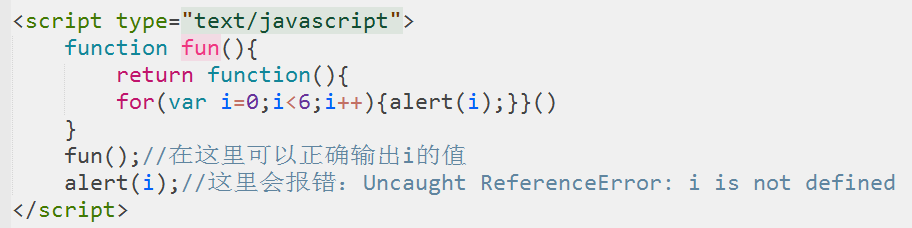 <script type="text/javascript">
    function fun(){
        return function(){
        for(var i=0;i<6;i++){alert(i);}}()
    }
    fun();//在这里可以正确输出i的值
    alert(i);//这里会报错：Uncaught ReferenceError: i is not defined
</script>